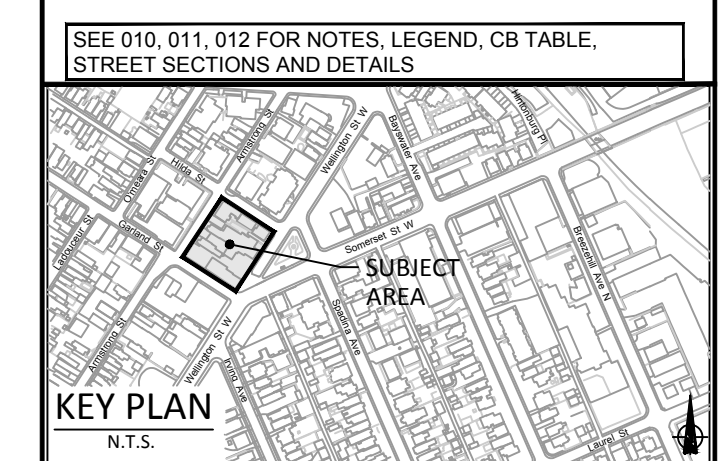 SEE 010, 011, 012 FOR NOTES, LEGEND, CB TABLE,
STREET SECTIONS AND DETAILS
Hintonburg Pl
Armstrong St
Wellington St W
Bayswater Ave
Omeara St
Hilda St
Ladouceur St
Garland St
Somerset St W
Breezehill Ave N
SUBJECT
AREA
Armstrong St
Wellington St W
Spadina Ave
Irving Ave
KEY PLAN
N.T.S.
Laurel St